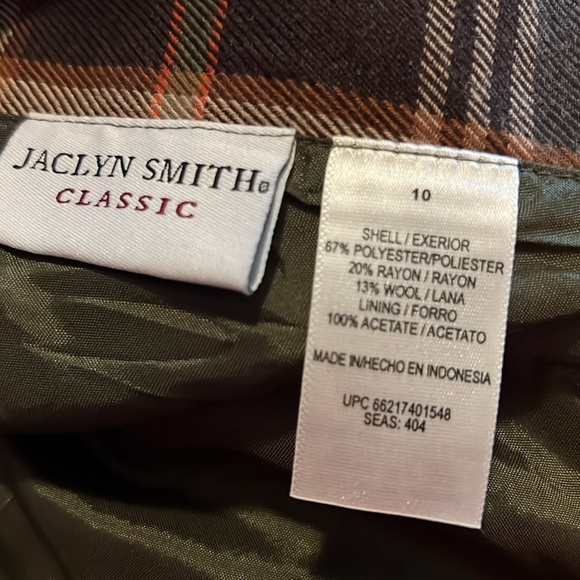 JACLYN SMITH®
CLASSIC
10
SHELL / EXERIOR
67% POLYESTER/POLIESTER
20% RAYON / RAYON
13% WOOL / LANA
LINING / FORRO
100% ACETATE / ACETATO
MADE IN/HECHO EN INDONESIA
UPC 66217401548
SEAS: 404